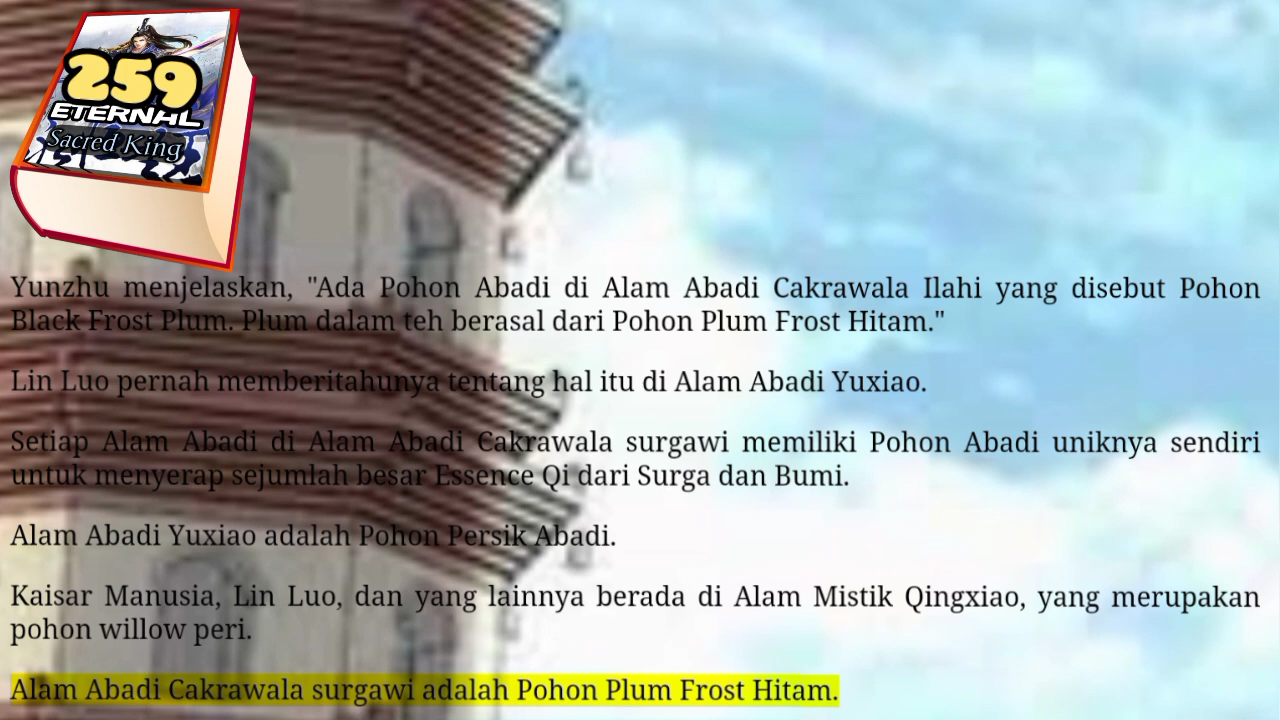 259
ETERNAL
Sacred King
Yunzhu menjelaskan, "Ada Pohon Abadi di Alam Abadi Cakrawala Ilahi yang disebut Pohon
Black Frost Plum. Plum dalam teh berasal dari Pohon Plum Frost Hitam."
Lin Luo pernah memberitahunya tentang hal itu di Alam Abadi Yuxiao.
Setiap Alam Abadi di Alam Abadi Cakrawala surgawi memiliki Pohon Abadi uniknya sendiri
untuk menyerap sejumlah besar Essence Qi dari Surga dan Bumi.
Alam Abadi Yuxiao adalah Pohon Persik Abadi.
Kaisar Manusia, Lin Luo, dan yang lainnya berada di Alam Mistik Qingxiao, yang merupakan
pohon willow peri.
Alam Abadi Cakrawala surgawi adalah Pohon Plum Frost Hitam.